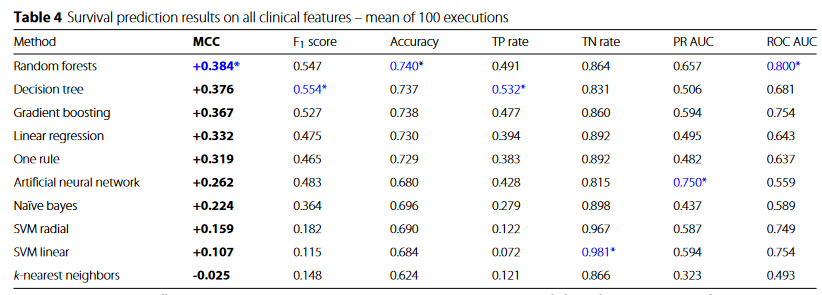 Table 4 Survival prediction results on all clinical features – mean of 100 executions
Method MCC F1 score Accuracy TP rate TN rate PR AUC ROC AUC
Random forests +0.384* 0.547 0.740* 0.491 0.864 0.657 0.800*
Decision tree +0.376 0.554* 0.737 0.532* 0.831 0.506 0.681
Gradient boosting +0.367 0.527 0.738 0.477 0.860 0.594 0.754
Linear regression +0.332 0.475 0.730 0.394 0.892 0.495 0.643
One rule +0.319 0.465 0.729 0.383 0.892 0.482 0.637
Artificial neural network +0.262 0.483 0.680 0.428 0.815 0.750* 0.559
Naïve bayes +0.224 0.364 0.696 0.279 0.898 0.437 0.589
SVM radial +0.159 0.182 0.690 0.122 0.967 0.587 0.749
SVM linear +0.107 0.115 0.684 0.072 0.981* 0.594 0.754
k-nearest neighbors -0.025 0.148 0.624 0.121 0.866 0.323 0.493